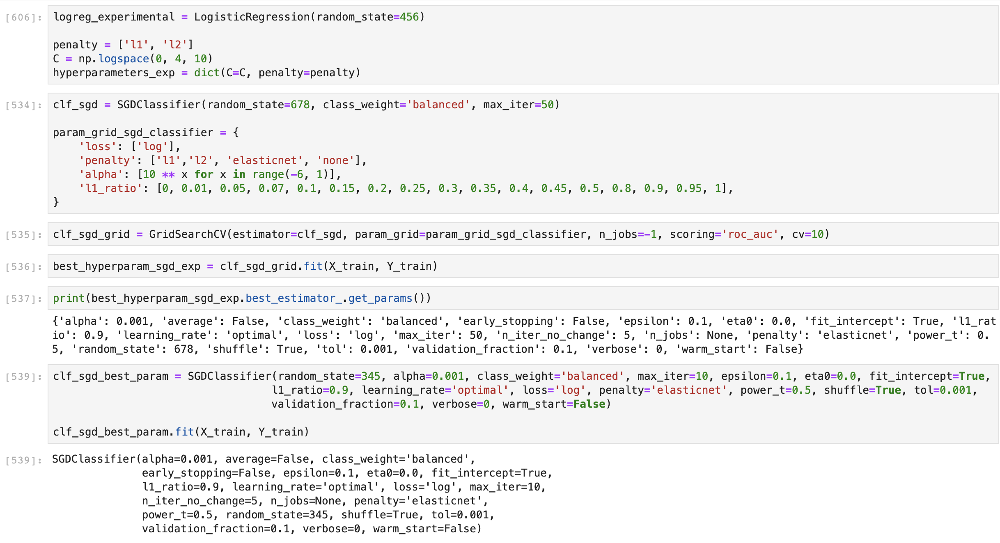 [606]: logreg_experimental = LogisticRegression(random_state=456)
penalty = ['l1', 'l2']
C = np.logspace(0, 4, 10)
hyperparameters_exp = dict(C=C, penalty=penalty)
[534]: clf_sgd = SGDClassifier(random_state=678, class_weight='balanced', max_iter=50)
param_grid_sgd_classifier = {
    'loss': ['log'],
    'penalty': ['l1','l2', 'elasticnet', 'none'],
    'alpha': [10 ** x for x in range(-6, 1)],
    'l1_ratio': [0, 0.01, 0.05, 0.07, 0.1, 0.15, 0.2, 0.25, 0.3, 0.35, 0.4, 0.45, 0.5, 0.8, 0.9, 0.95, 1],
}
[535]: clf_sgd_grid = GridSearchCV(estimator=clf_sgd, param_grid=param_grid_sgd_classifier, n_jobs=-1, scoring='roc_auc', cv=10)
[536]: best_hyperparam_sgd_exp = clf_sgd_grid.fit(X_train, Y_train)
[537]: print(best_hyperparam_sgd_exp.best_estimator_.get_params())
{'alpha': 0.001, 'average': False, 'class_weight': 'balanced', 'early_stopping': False, 'epsilon': 0.1, 'eta0': 0.0, 'fit_intercept': True, 'l1_rat
io': 0.9, 'learning_rate': 'optimal', 'loss': 'log', 'max_iter': 50, 'n_iter_no_change': 5, 'n_jobs': None, 'penalty': 'elasticnet', 'power_t': 0.
5, 'random_state': 678, 'shuffle': True, 'tol': 0.001, 'validation_fraction': 0.1, 'verbose': 0, 'warm_start': False}
[539]: clf_sgd_best_param = SGDClassifier(random_state=345, alpha=0.001, class_weight='balanced', max_iter=10, epsilon=0.1, eta0=0.0, fit_intercept=True,
l1_ratio=0.9, learning_rate='optimal', loss='log', penalty='elasticnet', power_t=0.5, shuffle=True, tol=0.001,
validation_fraction=0.1, verbose=0, warm_start=False)
clf_sgd_best_param.fit(X_train, Y_train)
[539]: SGDClassifier(alpha=0.001, average=False, class_weight='balanced',
early_stopping=False, epsilon=0.1, eta0=0.0, fit_intercept=True,
l1_ratio=0.9, learning_rate='optimal', loss='log', max_iter=10,
n_iter_no_change=5, n_jobs=None, penalty='elasticnet',
power_t=0.5, random_state=345, shuffle=True, tol=0.001,
validation_fraction=0.1, verbose=0, warm_start=False)